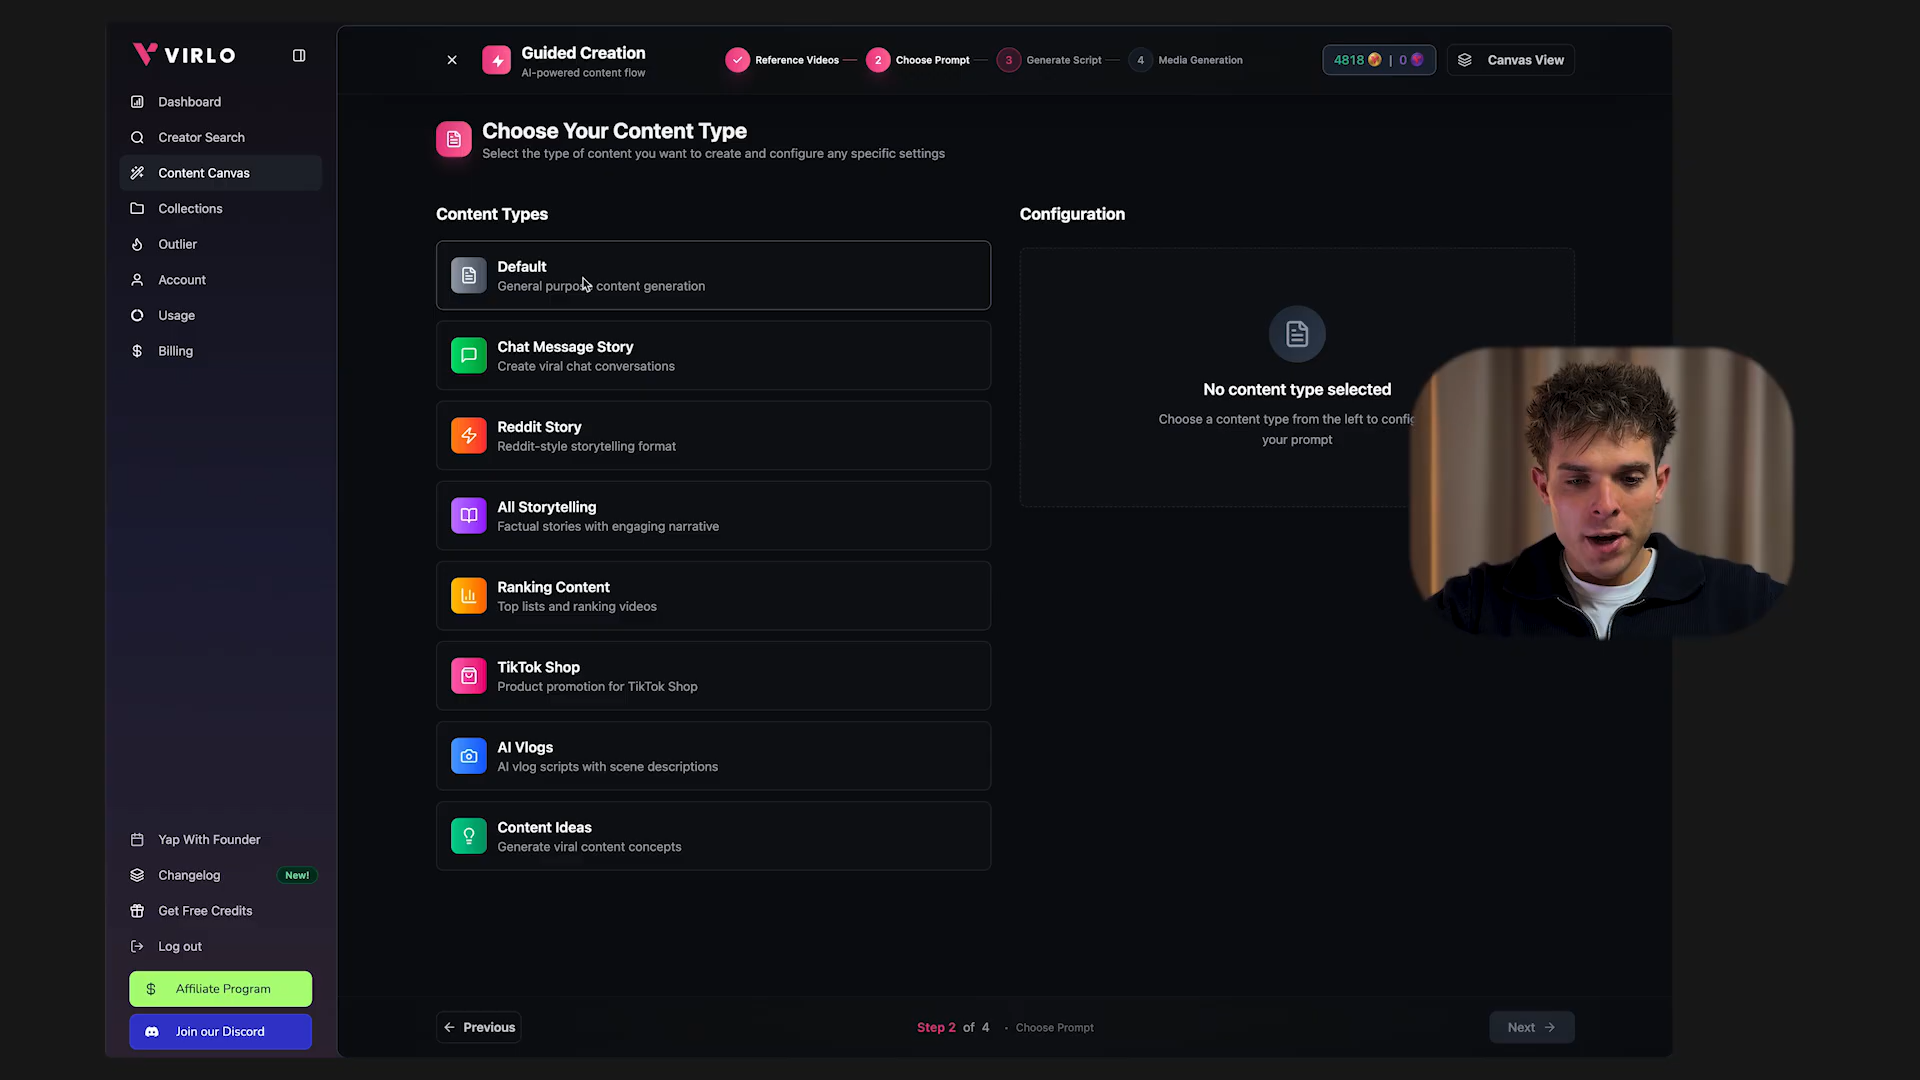 VIRLO
Dashboard
Creator Search
Content Canvas
Collections
Outlier
Account
Usage
Billing
Yap With Founder
Changelog New!
Get Free Credits
Log out
Affiliate Program
Join our Discord
Guided Creation
AI-powered content flow
Reference Videos
2 Choose Prompt
3 Generate Script
4 Media Generation
4818 | 0
Canvas View
Choose Your Content Type
Select the type of content you want to create and configure any specific settings
Content Types
Default
General purpose content generation
Chat Message Story
Create viral chat conversations
Reddit Story
Reddit-style storytelling format
All Storytelling
Factual stories with engaging narrative
Ranking Content
Top lists and ranking videos
TikTok Shop
Product promotion for TikTok Shop
AI Vlogs
AI vlog scripts with scene descriptions
Content Ideas
Generate viral content concepts
Configuration
No content type selected
Choose a content type from the left to
your prompt
Previous
Step 2 of 4 · Choose Prompt
Next